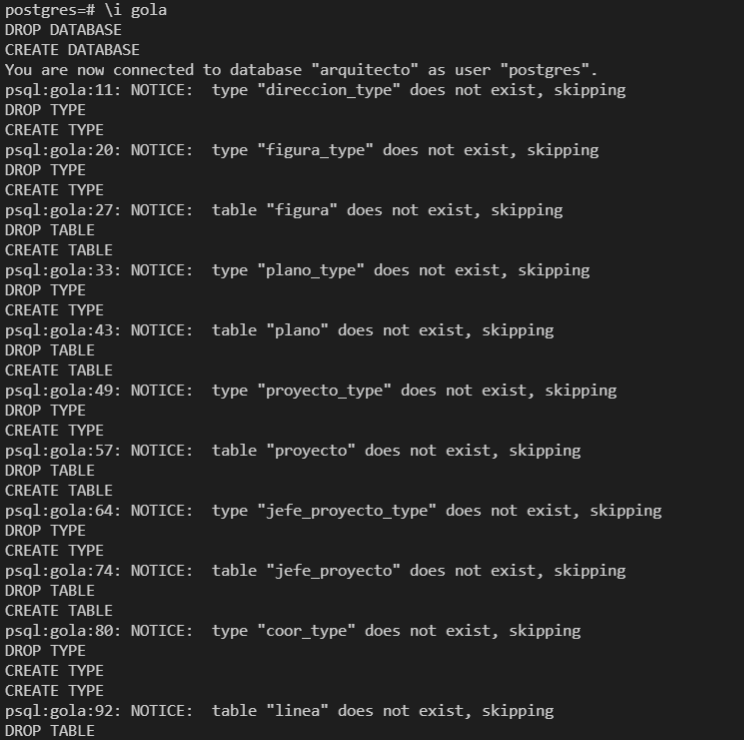 postgres=# \i gola
DROP DATABASE
CREATE DATABASE
You are now connected to database "arquitecto" as user "postgres".
psql:gola:11: NOTICE:  type "direccion_type" does not exist, skipping
DROP TYPE
CREATE TYPE
psql:gola:20: NOTICE:  type "figura_type" does not exist, skipping
DROP TYPE
CREATE TYPE
psql:gola:27: NOTICE:  table "figura" does not exist, skipping
DROP TABLE
CREATE TABLE
psql:gola:33: NOTICE:  type "plano_type" does not exist, skipping
DROP TYPE
CREATE TYPE
psql:gola:43: NOTICE:  table "plano" does not exist, skipping
DROP TABLE
CREATE TABLE
psql:gola:49: NOTICE:  type "proyecto_type" does not exist, skipping
DROP TYPE
CREATE TYPE
psql:gola:57: NOTICE:  table "proyecto" does not exist, skipping
DROP TABLE
CREATE TABLE
psql:gola:64: NOTICE:  type "jefe_proyecto_type" does not exist, skipping
DROP TYPE
CREATE TYPE
psql:gola:74: NOTICE:  table "jefe_proyecto" does not exist, skipping
DROP TABLE
CREATE TABLE
psql:gola:80: NOTICE:  type "coor_type" does not exist, skipping
DROP TYPE
CREATE TYPE
CREATE TYPE
psql:gola:92: NOTICE:  table "linea" does not exist, skipping
DROP TABLE